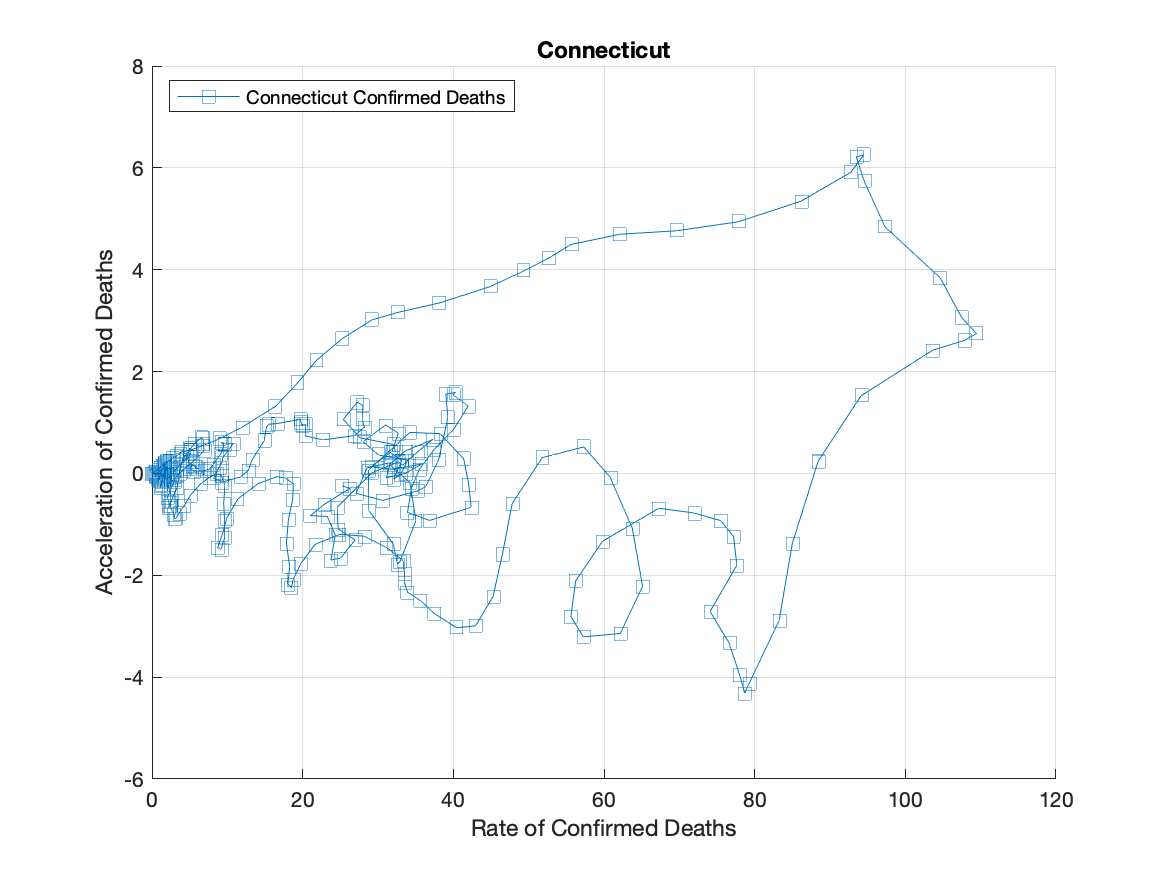 Connecticut
8
Connecticut Confirmed Deaths
6
4
2
0
-2
-4
-6
Acceleration of Confirmed Deaths
0 20 40 60 80 100 120
Rate of Confirmed Deaths